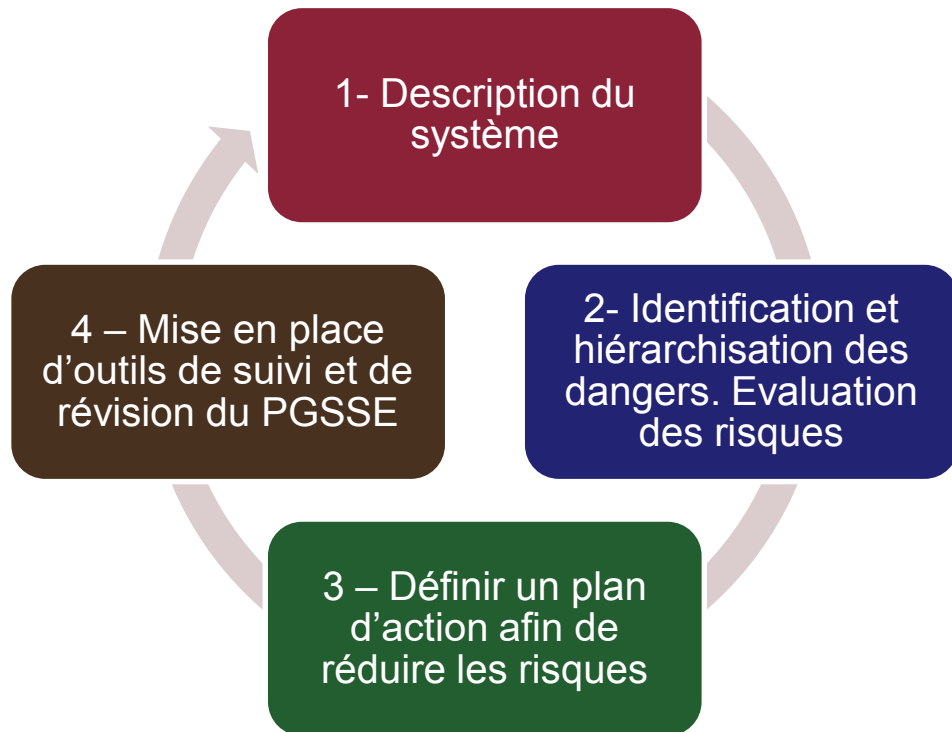 1- Description du
système
2- Identification et
hiérarchisation des
dangers. Evaluation
des risques
3 – Définir un plan
d’action afin de
réduire les risques
4 – Mise en place
d’outils de suivi et de
révision du PGSSE